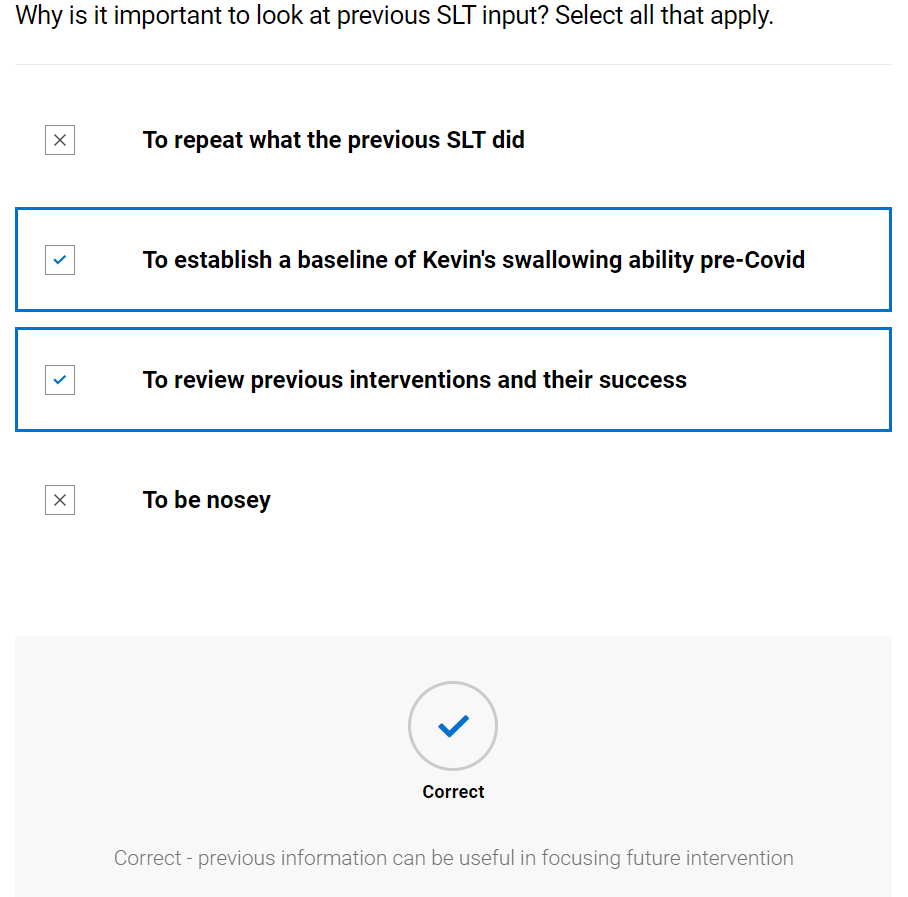 Why is it important to look at previous SLT input? Select all that apply.
To repeat what the previous SLT did
To establish a baseline of Kevin's swallowing ability pre-Covid
To review previous interventions and their success
To be nosey
Correct
Correct - previous information can be useful in focusing future intervention